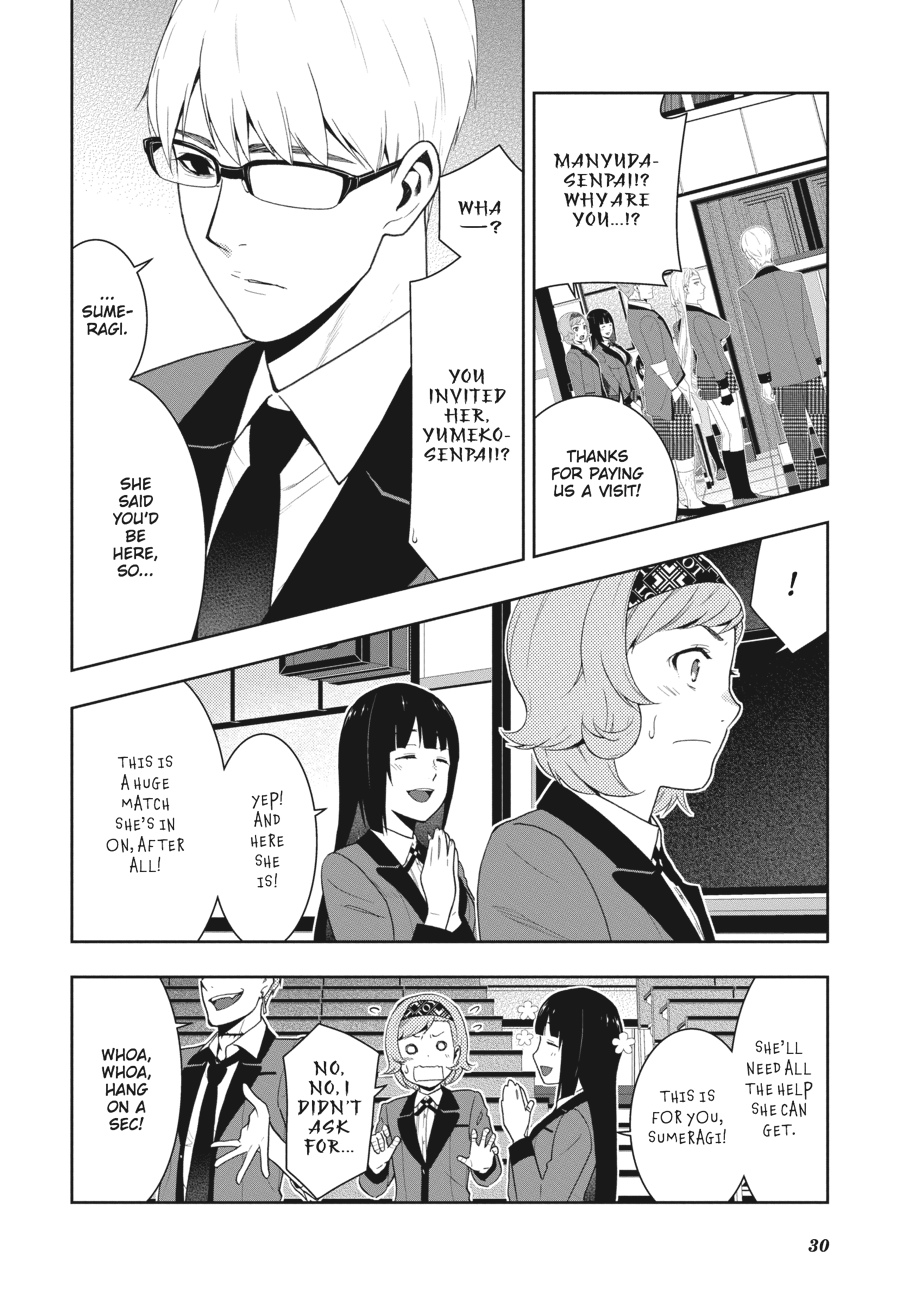 MANYUDA-
SENPAI!?
WHY ARE
YOU...!?
THANKS
FOR PAYING
US A VISIT!
WHA
—?
YOU
INVITED
HER,
YUMEKO-
SENPAI!?
...
SUME-
RAGI.
SHE
SAID
YOU'D
BE
HERE,
SO...
!
YEP!
AND
HERE
SHE
IS!
THIS IS
A HUGE
MATCH
SHE'S IN
ON, AFTER
ALL!
SHE'LL
NEED ALL
THE HELP
SHE CAN
GET.
THIS IS
FOR YOU,
SUMERAGI!
NO,
NO, I
DIDN'T
ASK
FOR...
WHOA,
WHOA,
HANG
ON A
SEC!
30